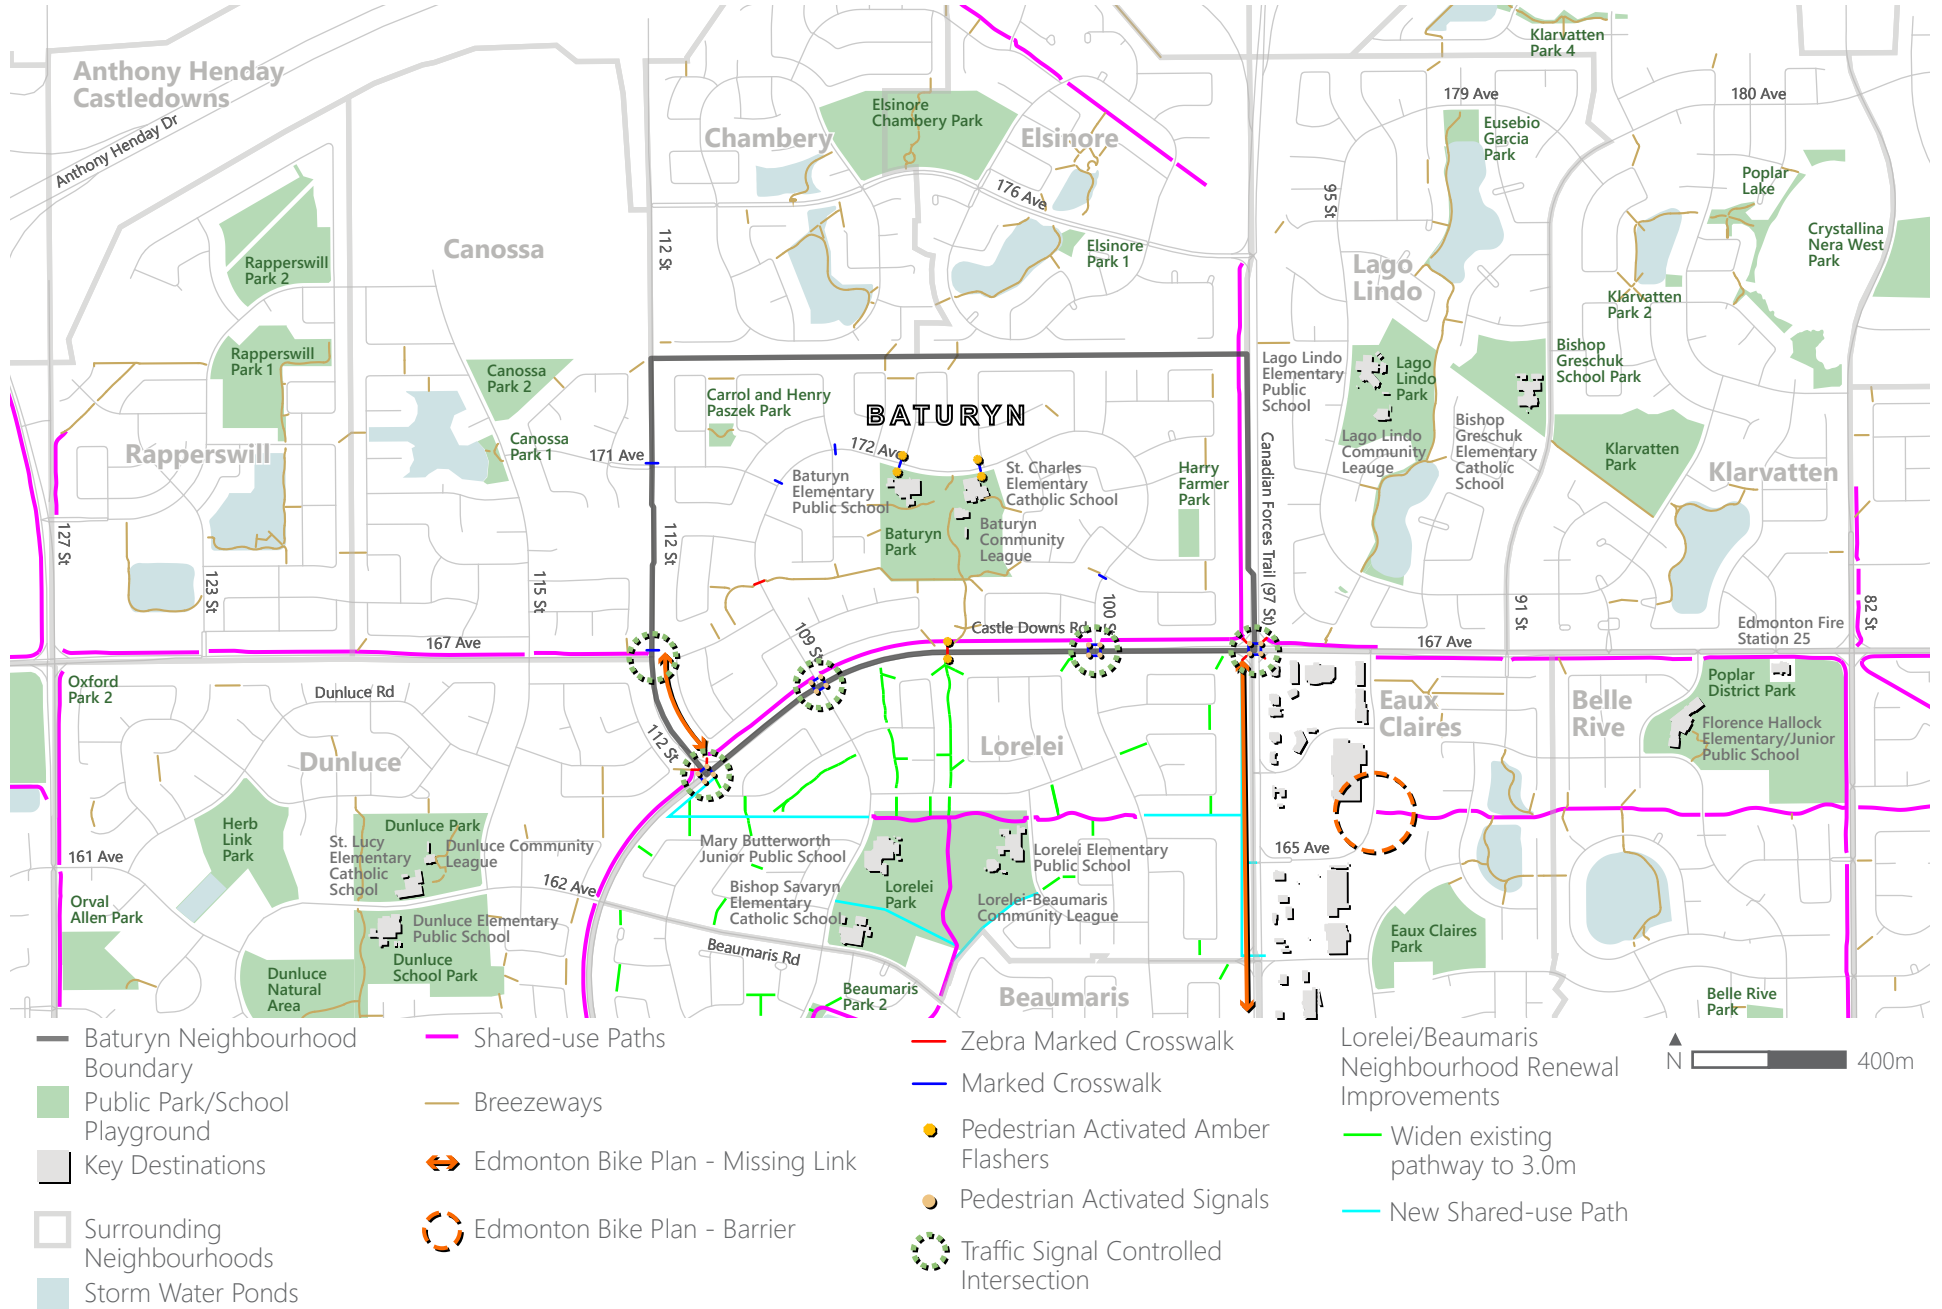 Anthony Henday
Castledowns
Anthony Henday Dr
Klarvatten
Park 4
179 Ave
180 Ave
Elsinore
Chambery Park
Chambery
Elsinore
Eusebio
Garcia
Park
Poplar
Lake
176 Ave
95 St
Rapperswill
Park 2
Canossa
112 St
Elsinore
Park 1
Lago
Lindo
Crystallina
Nera West
Park
Klarvatten
Park 2
Rapperswill
Park 1
Canossa
Park 2
Carrol and Henry
Paszek Park
BATURYN
Lago Lindo
Elementary
Public
School
Lago
Lindo
Park
Bishop
Greschuk
School Park
Rapperswill
Canossa
Park 1
171 Ave
172 Ave
Baturyn
Elementary
Public School
St. Charles
Elementary
Catholic School
Harry
Farmer
Park
Canadian Forces Trail (97 St)
Lago Lindo
Community
Leauge
Bishop
Greschuk
Elementary
Catholic
School
Klarvatten
Park
Klarvatten
127 St
112 St
Baturyn
Park
Baturyn
Community
League
123 St
115 St
109 St
100 S
91 St
82 St
167 Ave
Castle Downs Rd
167 Ave
Edmonton Fire
Station 25
Oxford
Park 2
Dunluce Rd
112 St
Dunluce
Lorelei
Eaux
Claires
Belle
Rive
Poplar
District Park
Florence Hallock
Elementary/Junior
Public School
Herb
Link
Park
Dunluce Park
St. Lucy
Elementary
Catholic
School
Dunluce Community
League
Mary Butterworth
Junior Public School
Lorelei Elementary
Public School
165 Ave
161 Ave
162 Ave
Bishop Savaryn
Elementary
Catholic School
Lorelei
Park
Lorelei-Beaumaris
Community League
Orval
Allen Park
Dunluce Elementary
Public School
Dunluce
School Park
Dunluce
Natural
Area
Beaumaris Rd
Beaumaris
Park 2
Beaumaris
Eaux Claires
Park
Belle Rive
Park
Baturyn Neighbourhood
Boundary
Public Park/School
Playground
Key Destinations
Surrounding
Neighbourhoods
Storm Water Ponds
Shared-use Paths
Breezeways
Edmonton Bike Plan - Missing Link
Edmonton Bike Plan - Barrier
Zebra Marked Crosswalk
Marked Crosswalk
Pedestrian Activated Amber
Flashers
Pedestrian Activated Signals
Traffic Signal Controlled
Intersection
Lorelei/Beaumaris
Neighbourhood Renewal
Improvements
Widen existing
pathway to 3.0m
New Shared-use Path
N
400m